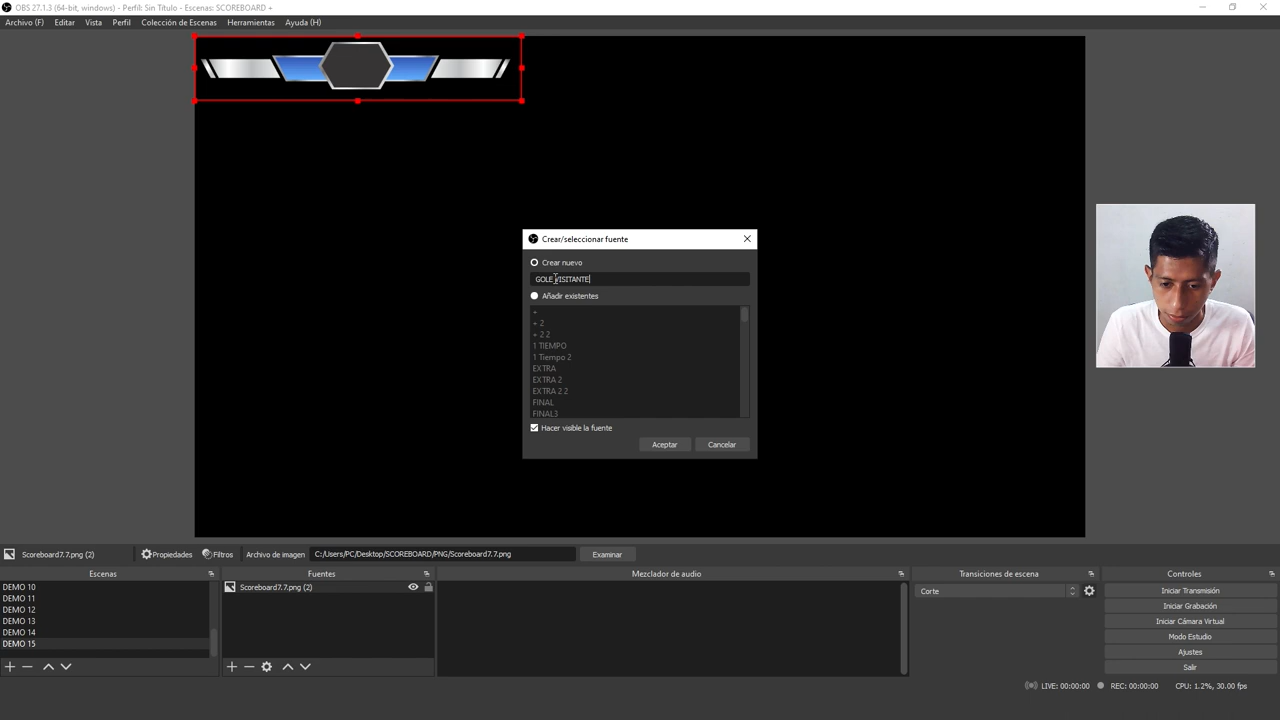 OBS 27.1.3 (64-bit, windows) - Perfil: Sin Título - Escenas: SCOREBOARD +
Archivo (F) Editar Vista Perfil Colección de Escenas Herramientas Ayuda (H)
Crear/seleccionar fuente
Crear nuevo
GOLE VISITANTE
Añadir existentes
+
+ 2
+ 2 2
1 TIEMPO
1 Tiempo 2
EXTRA
EXTRA 2
EXTRA 2 2
FINAL
FINAL3
Hacer visible la fuente
Aceptar Cancelar
Scoreboard7.7.png (2) Propiedades Filtros Archivo de imagen C:/Users/PC/Desktop/SCOREBOARD/PNG/Scoreboard7.7.png Examinar
Escenas Fuentes Mezclador de audio Transiciones de escena Controles
DEMO 10
DEMO 11
DEMO 12
DEMO 13
DEMO 14
DEMO 15
Scoreboard7.7.png (2)
Corte
Iniciar Transmisión
Iniciar Grabación
Iniciar Cámara Virtual
Modo Estudio
Ajustes
Salir
LIVE: 00:00:00 REC: 00:00:00 CPU: 1.2%, 30.00 fps